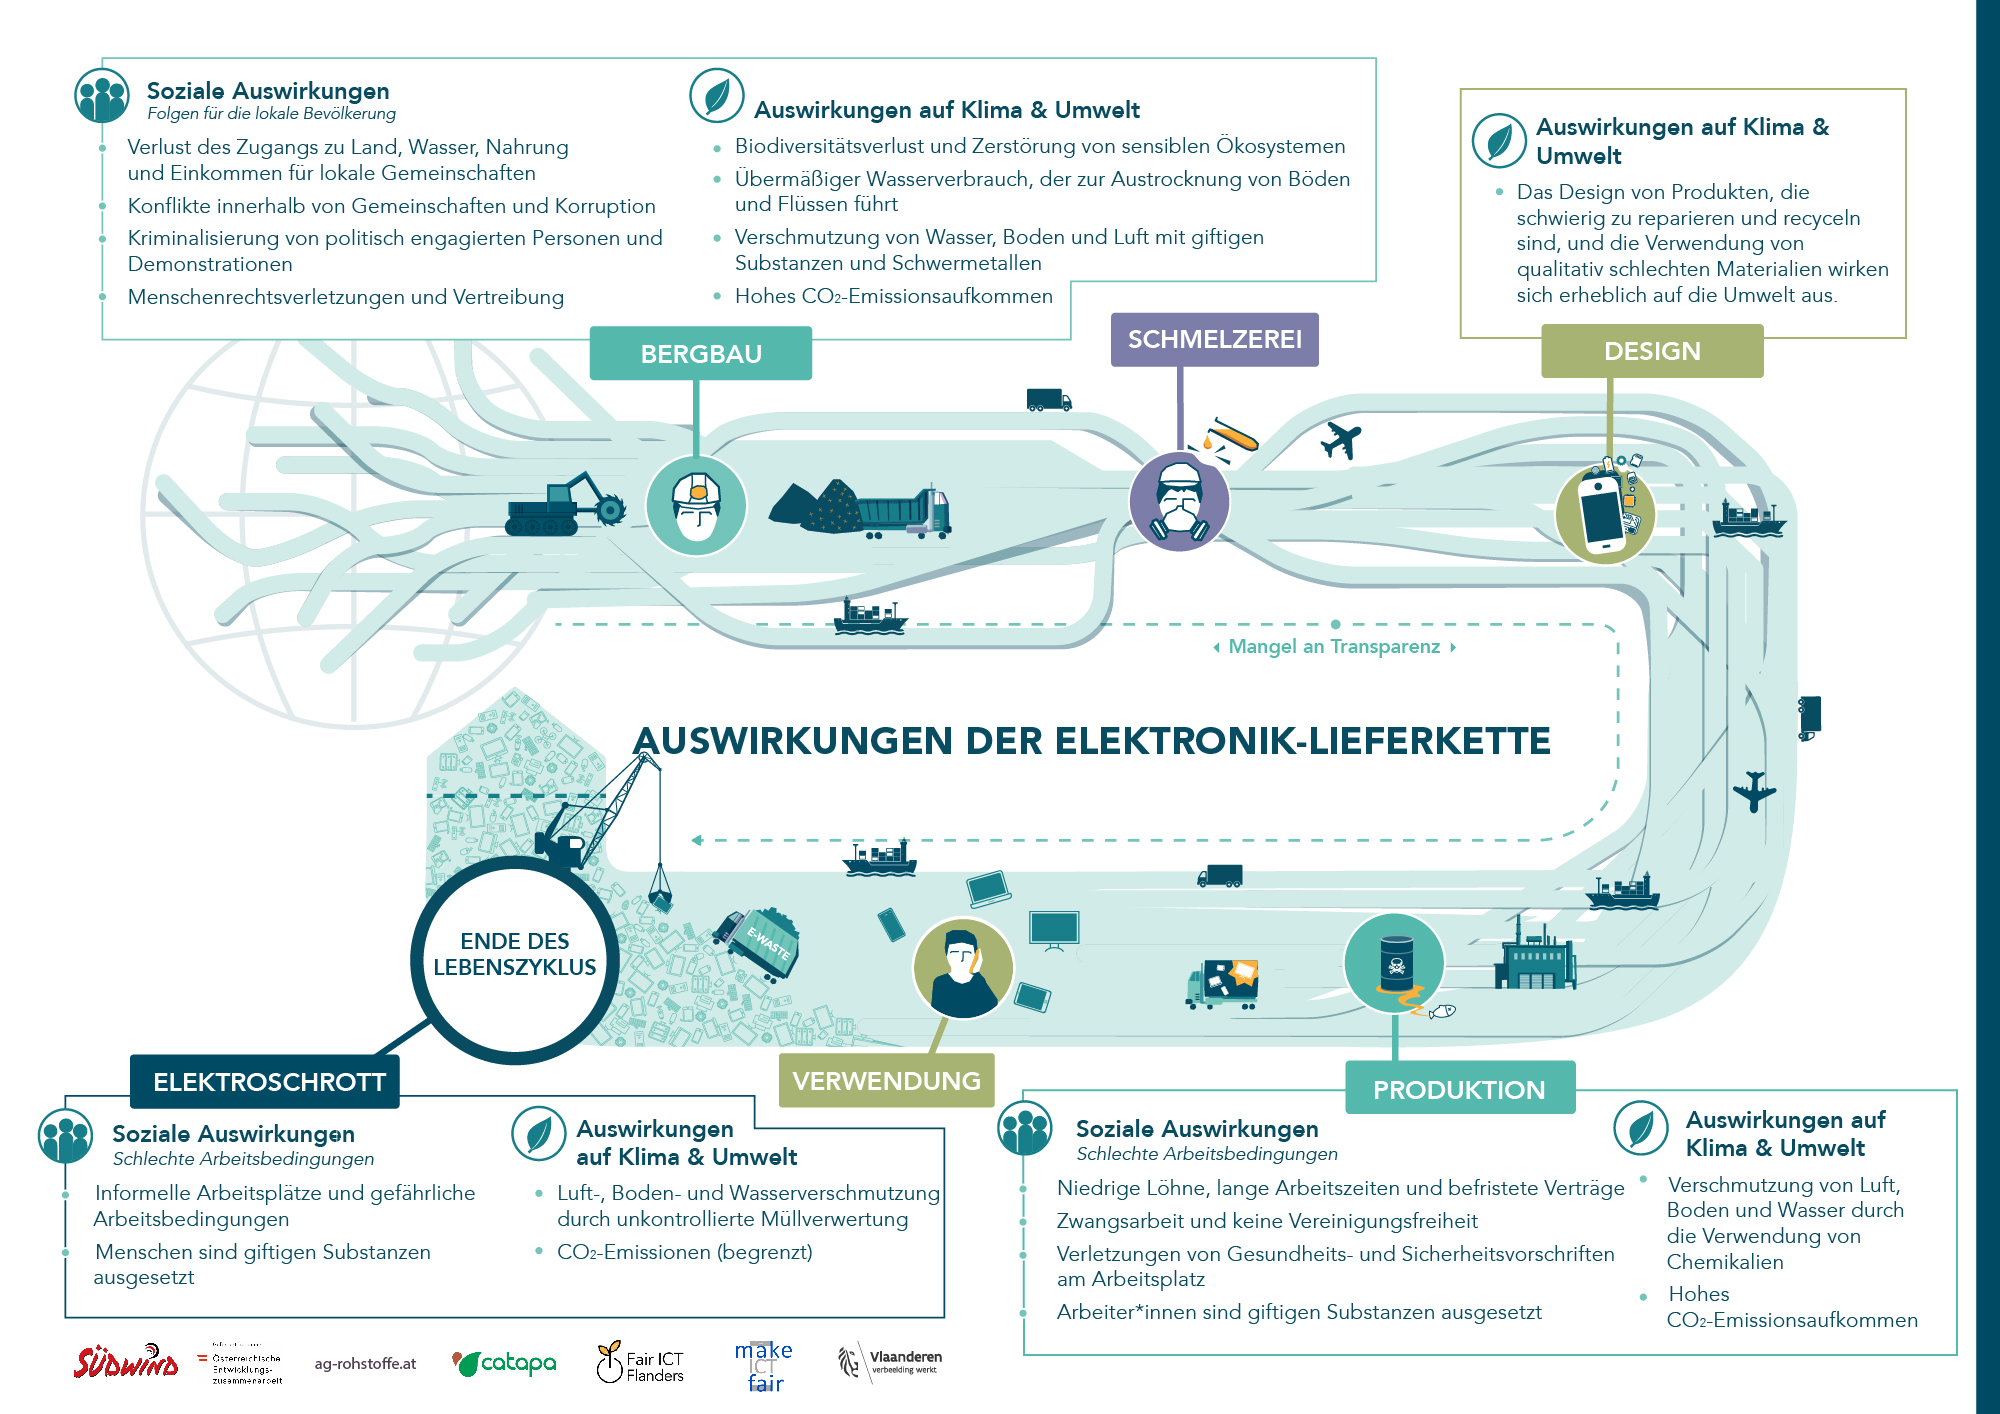 Soziale Auswirkungen
Folgen für die lokale Bevölkerung
Verlust des Zugangs zu Land, Wasser, Nahrung
und Einkommen für lokale Gemeinschaften
Konflikte innerhalb von Gemeinschaften und Korruption
Kriminalisierung von politisch engagierten Personen und
Demonstrationen
Menschenrechtsverletzungen und Vertreibung
Auswirkungen auf Klima & Umwelt
Biodiversitätsverlust und Zerstörung von sensiblen Ökosystemen
Übermäßiger Wasserverbrauch, der zur Austrocknung von Böden
und Flüssen führt
Verschmutzung von Wasser, Boden und Luft mit giftigen
Substanzen und Schwermetallen
Hohes CO2-Emissionsaufkommen
Auswirkungen auf Klima &
Umwelt
Das Design von Produkten, die
schwierig zu reparieren und recyceln
sind, und die Verwendung von
qualitativ schlechten Materialien wirken
sich erheblich auf die Umwelt aus.
BERGBAU
SCHMELZEREI
DESIGN
Mangel an Transparenz
AUSWIRKUNGEN DER ELEKTRONIK-LIEFERKETTE
E-WASTE
ENDE DES
LEBENSZYKLUS
ELEKTROSCHROTT
VERWENDUNG
PRODUKTION
Soziale Auswirkungen
Schlechte Arbeitsbedingungen
Informelle Arbeitsplätze und gefährliche
Arbeitsbedingungen
Menschen sind giftigen Substanzen
ausgesetzt
Auswirkungen
auf Klima & Umwelt
Luft-, Boden- und Wasserverschmutzung
durch unkontrollierte Müllverwertung
CO2-Emissionen (begrenzt)
Soziale Auswirkungen
Schlechte Arbeitsbedingungen
Niedrige Löhne, lange Arbeitszeiten und befristete Verträge
Zwangsarbeit und keine Vereinigungsfreiheit
Verletzungen von Gesundheits- und Sicherheitsvorschriften
am Arbeitsplatz
Arbeiter*innen sind giftigen Substanzen ausgesetzt
Auswirkungen auf
Klima & Umwelt
Verschmutzung von Luft,
Boden und Wasser durch
die Verwendung von
Chemikalien
Hohes
CO2-Emissionsaufkommen
SÜDWIND
Österreichische
Entwicklungs-
zusammenarbeit
ag-rohstoffe.at
catapa
Fair ICT
Flanders
make
ICT
fair
Vlaanderen
verbeelding werkt